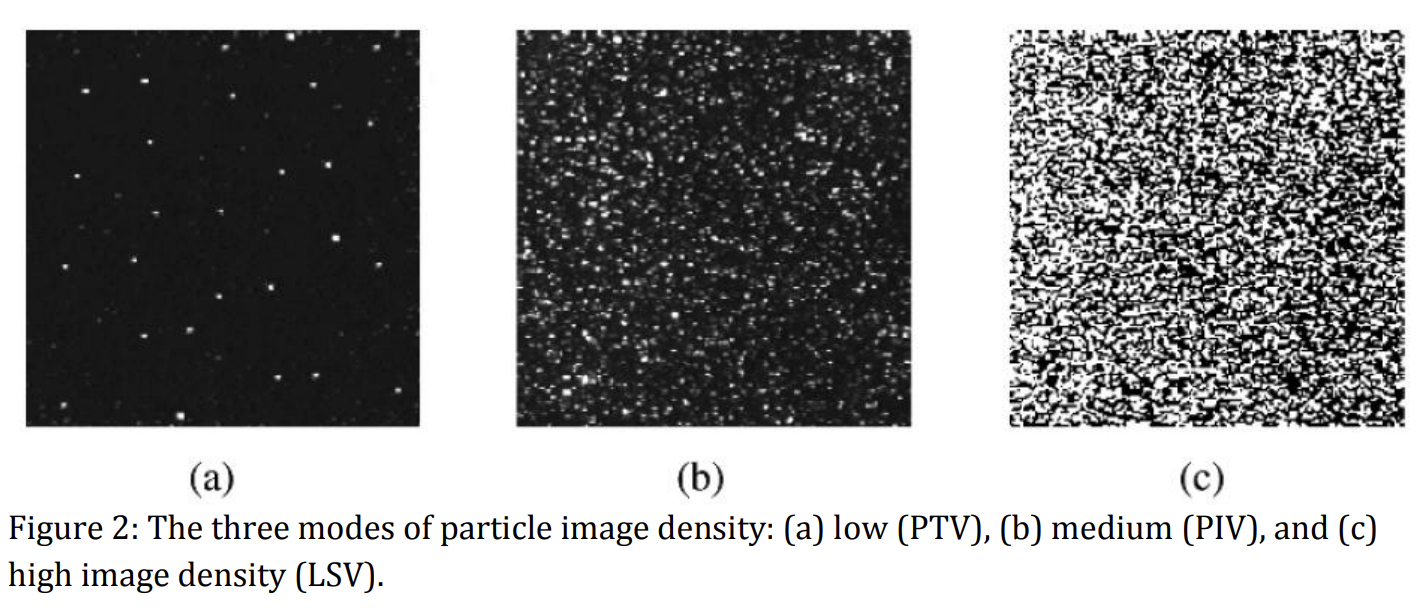 (a) (b) (c)
Figure 2: The three modes of particle image density: (a) low (PTV), (b) medium (PIV), and (c)
high image density (LSV).